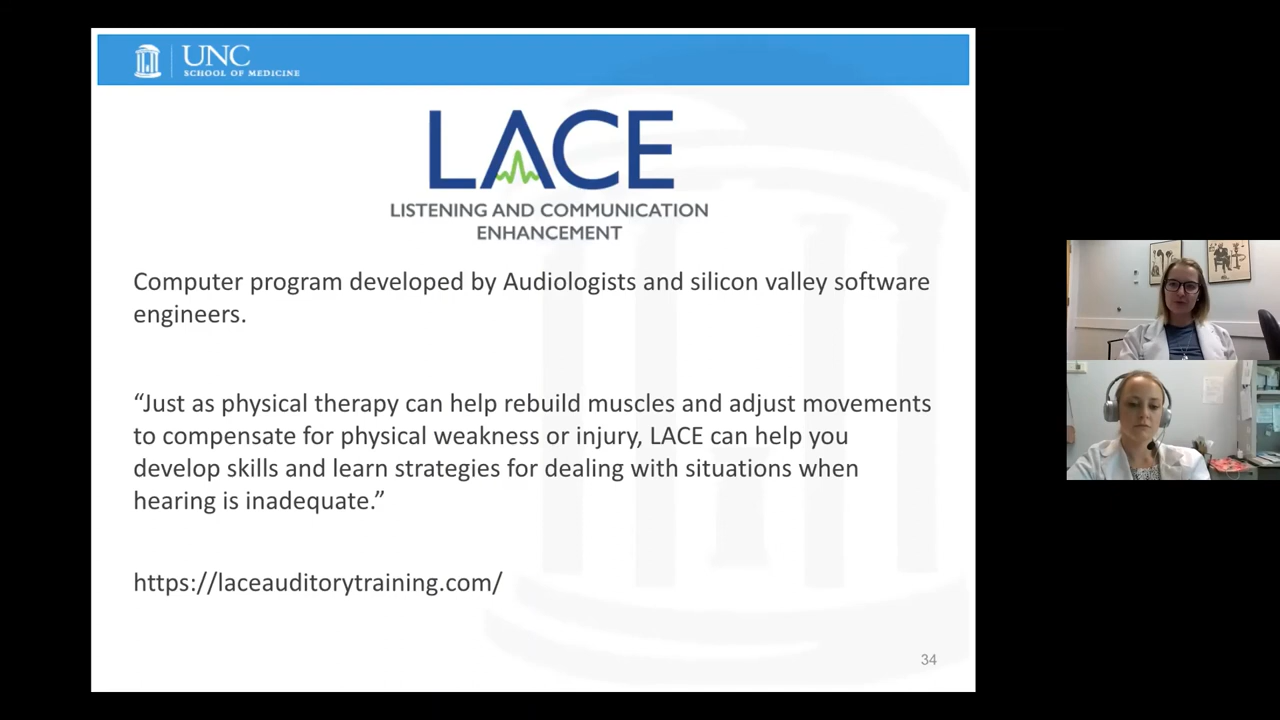 UNC
SCHOOL OF MEDICINE
LACE
LISTENING AND COMMUNICATION
ENHANCEMENT
Computer program developed by Audiologists and silicon valley software
engineers.
“Just as physical therapy can help rebuild muscles and adjust movements
to compensate for physical weakness or injury, LACE can help you
develop skills and learn strategies for dealing with situations when
hearing is inadequate.”
https://laceauditorytraining.com/
34